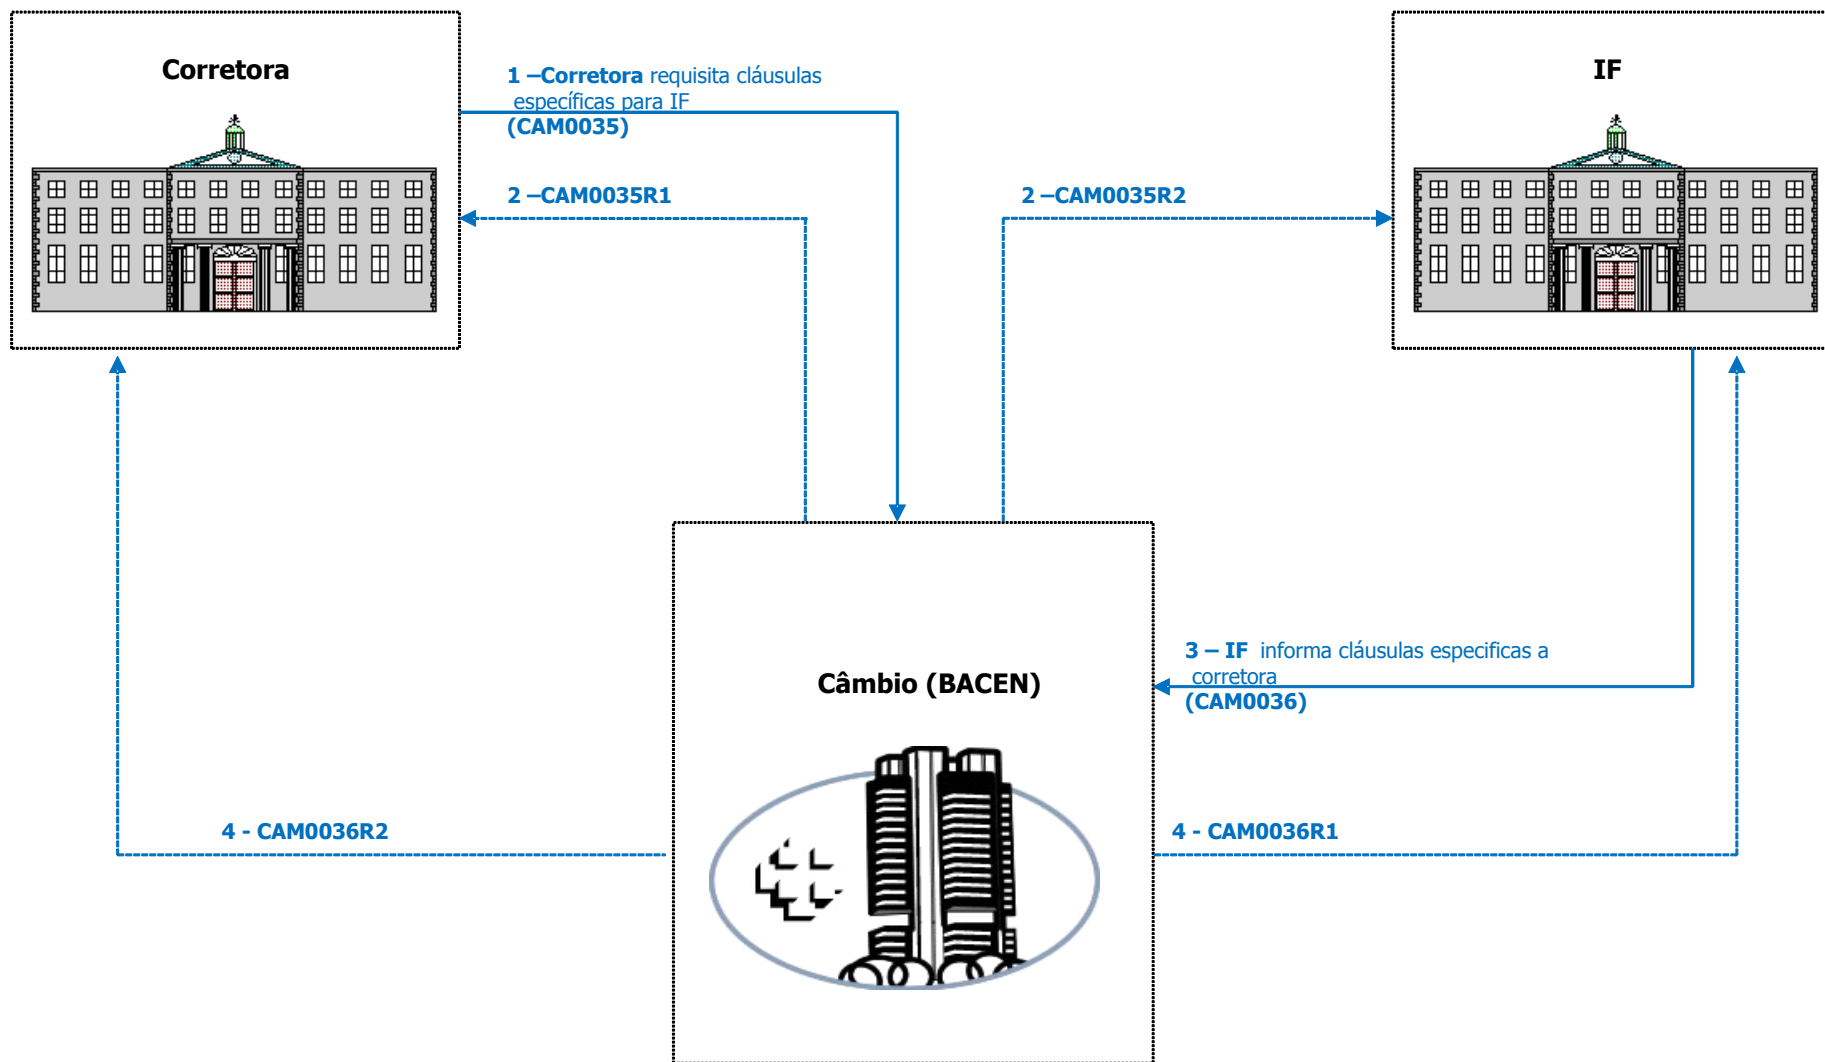 Corretora
IF
1 –Corretora requisita cláusulas
específicas para IF
(CAM0035)
2 –CAM0035R1
2 –CAM0035R2
3 – IF informa cláusulas especificas a
corretora
(CAM0036)
Câmbio (BACEN)
4 - CAM0036R2
4 - CAM0036R1